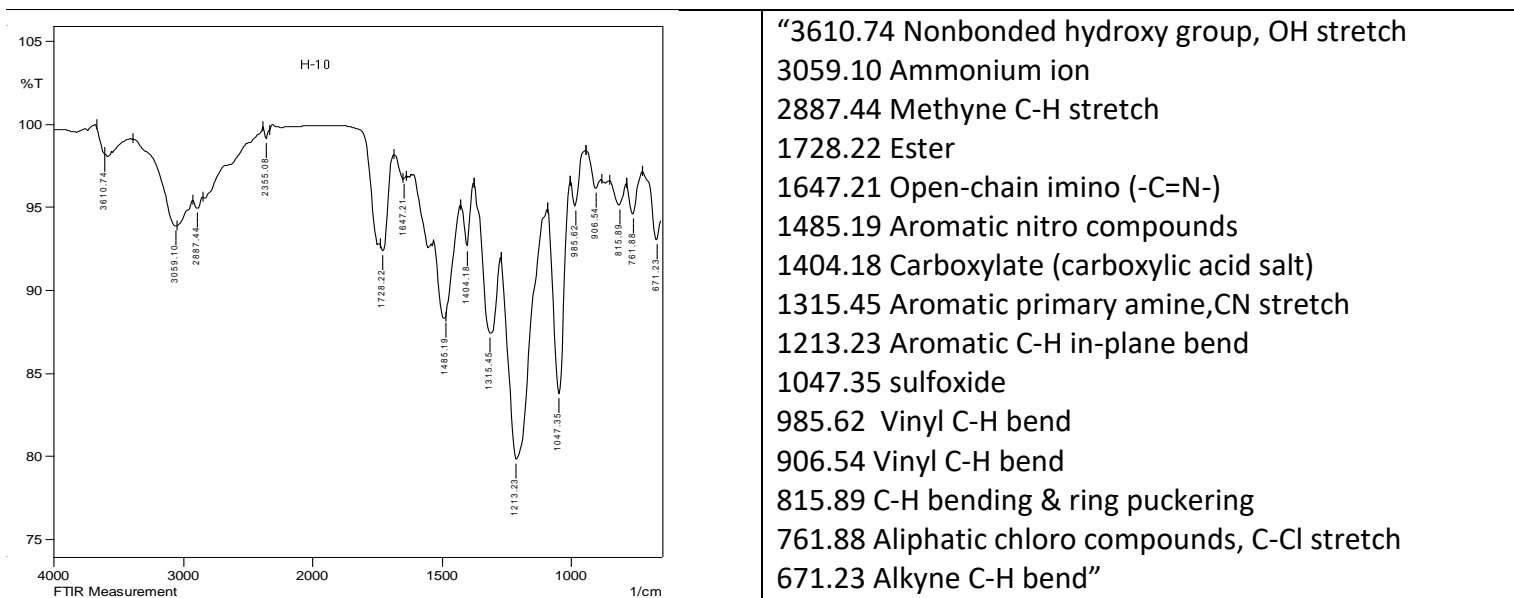 105
%T
H-10
100
95
90
85
80
75
3610.74
3059.10
2887.44
2355.08
1728.22
1647.21
1485.19
1404.18
1315.45
1213.23
1047.35
985.62
906.54
815.89
761.88
671.23
4000
3000
2000
1500
1000
FTIR Measurement
1/cm
“3610.74 Nonbonded hydroxy group, OH stretch
3059.10 Ammonium ion
2887.44 Methyne C-H stretch
1728.22 Ester
1647.21 Open-chain imino (-C=N-)
1485.19 Aromatic nitro compounds
1404.18 Carboxylate (carboxylic acid salt)
1315.45 Aromatic primary amine,CN stretch
1213.23 Aromatic C-H in-plane bend
1047.35 sulfoxide
985.62  Vinyl C-H bend
906.54 Vinyl C-H bend
815.89 C-H bending & ring puckering
761.88 Aliphatic chloro compounds, C-Cl stretch
671.23 Alkyne C-H bend”